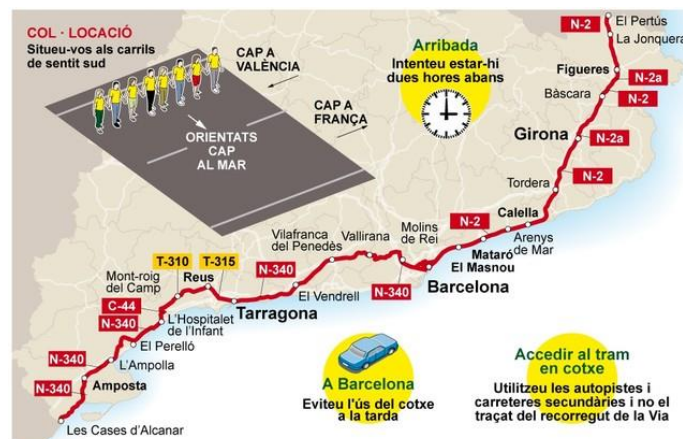 COL · LOCACIÓ
Situeu-vos als carrils
de sentit sud
CAP A
VALÈNCIA
CAP A
FRANÇA
ORIENTATS
CAP
AL MAR
Arribada
Intenteu estar-hi
dues hores abans
N-2
El Pertús
La Jonquera
Figueres
N-2a
Bàscara
N-2
Girona
N-2a
Tordera
N-2
Calella
N-2
Arenys
de Mar
Mataró
El Masnou
Molins
de Rei
Barcelona
Vallirana
N-340
Vilafranca
del Penedès
El Vendrell
N-340
Tarragona
T-315
Reus
T-310
Mont-roig
del Camp
C-44
L'Hospitalet
de l'Infant
N-340
El Perelló
L'Ampolla
N-340
Amposta
N-340
Les Cases d'Alcanar
A Barcelona
Eviteu l'ús del cotxe
a la tarda
Accedir al tram
en cotxe
Utilitzeu les autopistes i
carreteres secundàries i no el
traçat del recorregut de la Via